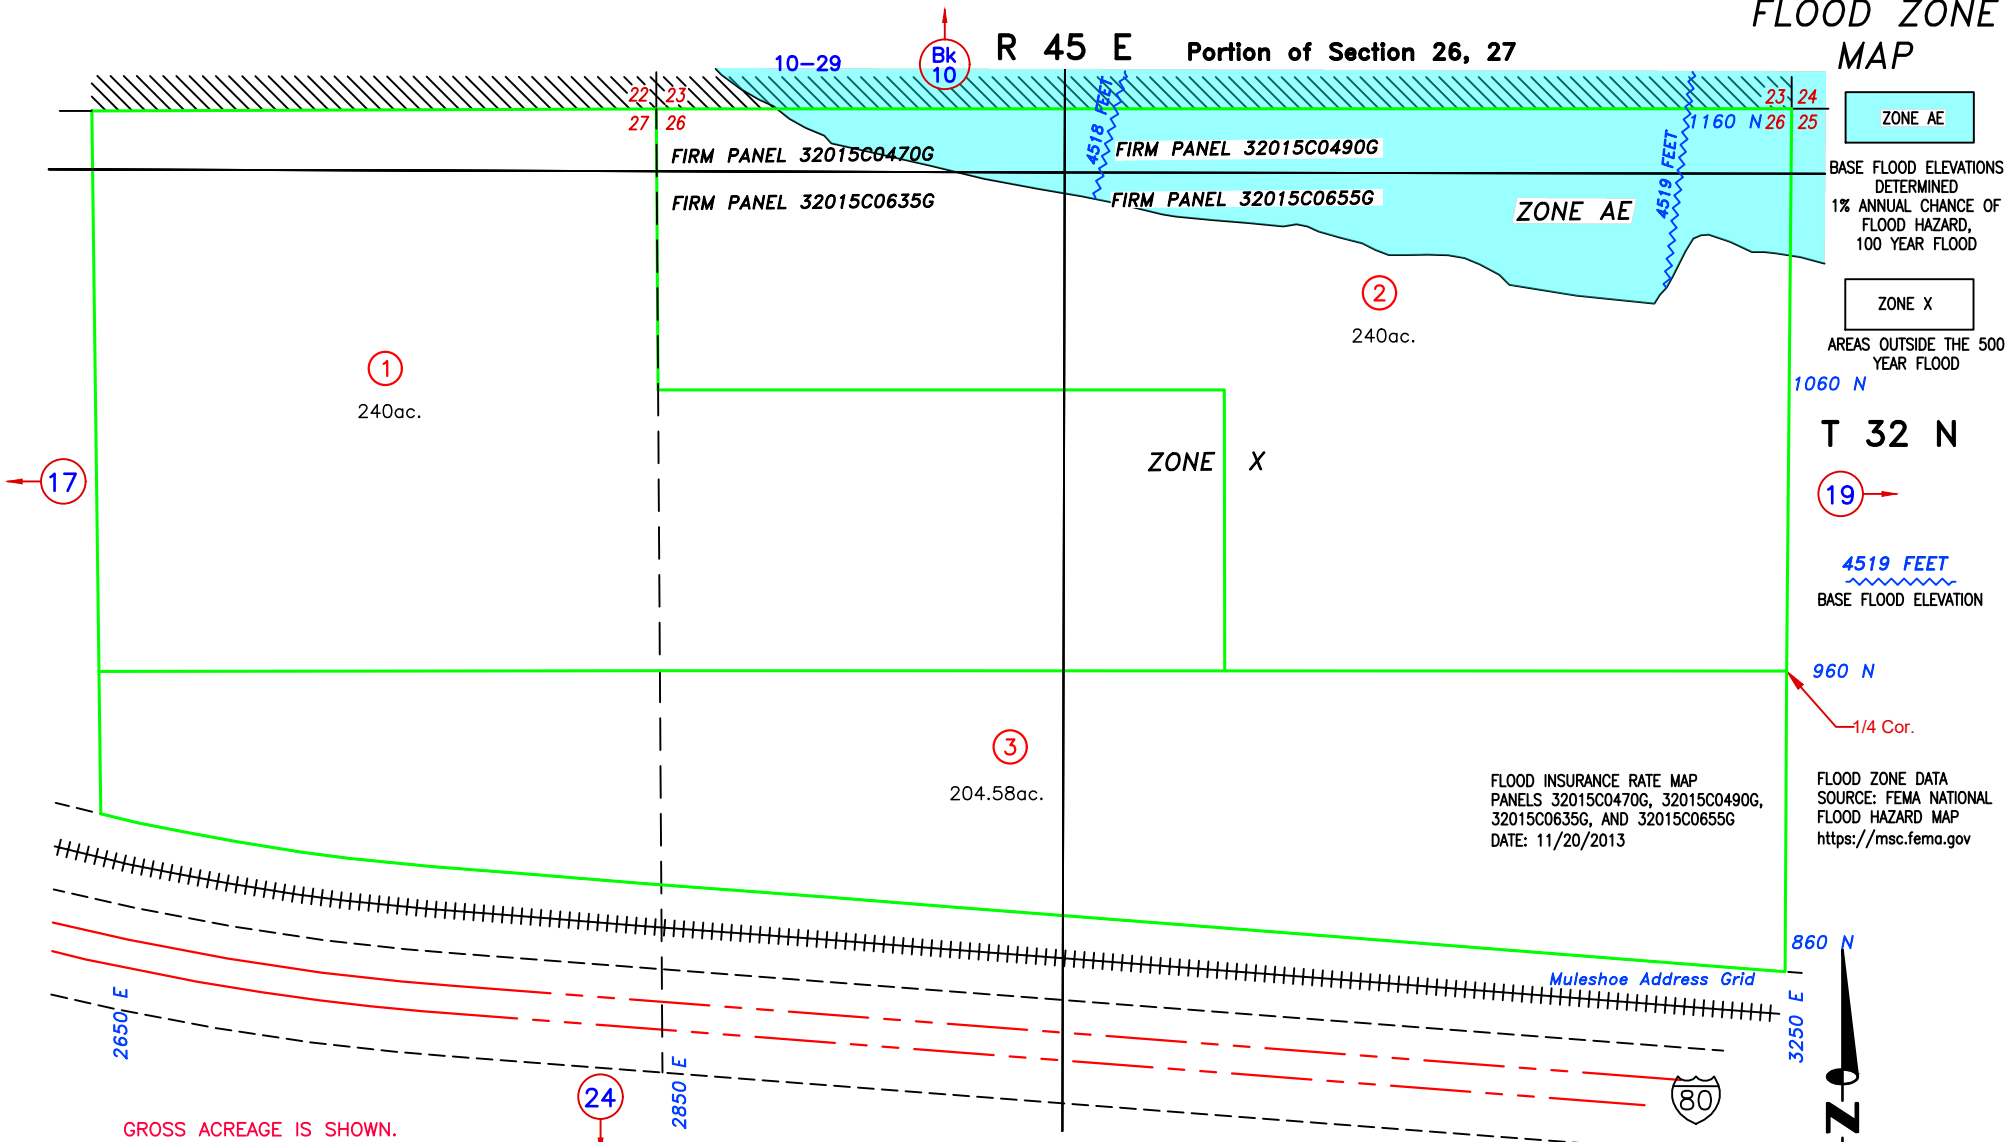 FLOOD ZONE
MAP
R 45 E
Portion of Section 26, 27
10-29
Bk
10
22 23
27 26
23 24
26 25
1160 N
ZONE AE
BASE FLOOD ELEVATIONS
DETERMINED
1% ANNUAL CHANCE OF
FLOOD HAZARD,
100 YEAR FLOOD
FIRM PANEL 32015C0470G
FIRM PANEL 32015C0490G
4518 FEET
4519 FEET
FIRM PANEL 32015C0635G
FIRM PANEL 32015C0655G
ZONE AE
2
240ac.
ZONE X
AREAS OUTSIDE THE 500
YEAR FLOOD
1060 N
1
240ac.
T 32 N
ZONE X
17
19
4519 FEET
BASE FLOOD ELEVATION
960 N
1/4 Cor.
3
204.58ac.
FLOOD INSURANCE RATE MAP
PANELS 32015C0470G, 32015C0490G,
32015C0635G, AND 32015C0655G
DATE: 11/20/2013
FLOOD ZONE DATA
SOURCE: FEMA NATIONAL
FLOOD HAZARD MAP
https://msc.fema.gov
860 N
Muleshoe Address Grid
2650 E
2850 E
3250 E
24
80
GROSS ACREAGE IS SHOWN.
Z